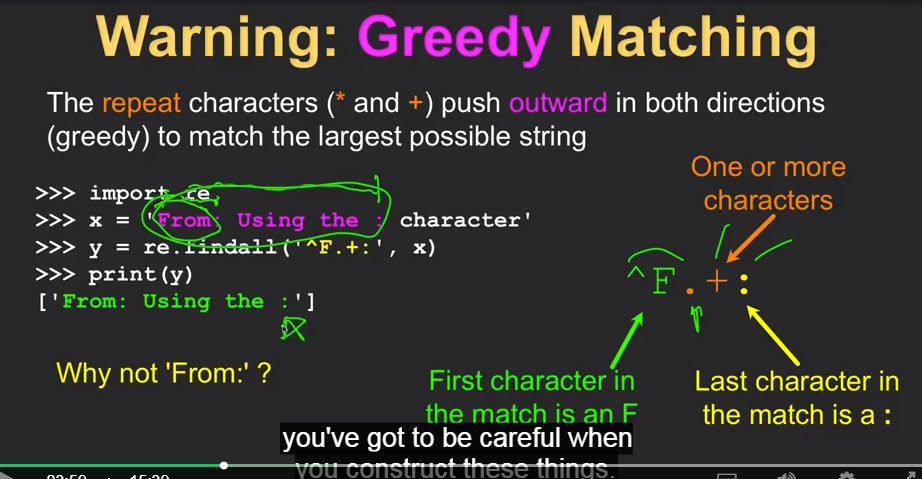 Warning: Greedy Matching
The repeat characters (* and +) push outward in both directions
(greedy) to match the largest possible string
>>> import re
>>> x = 'From: Using the : character'
>>> y = re.findall('^F.+:', x)
>>> print(y)
['From: Using the :']
Why not 'From:' ?
One or more
characters
^F.+:
First character in
the match is an F
Last character in
the match is a :
you've got to be careful when
you construct these things.